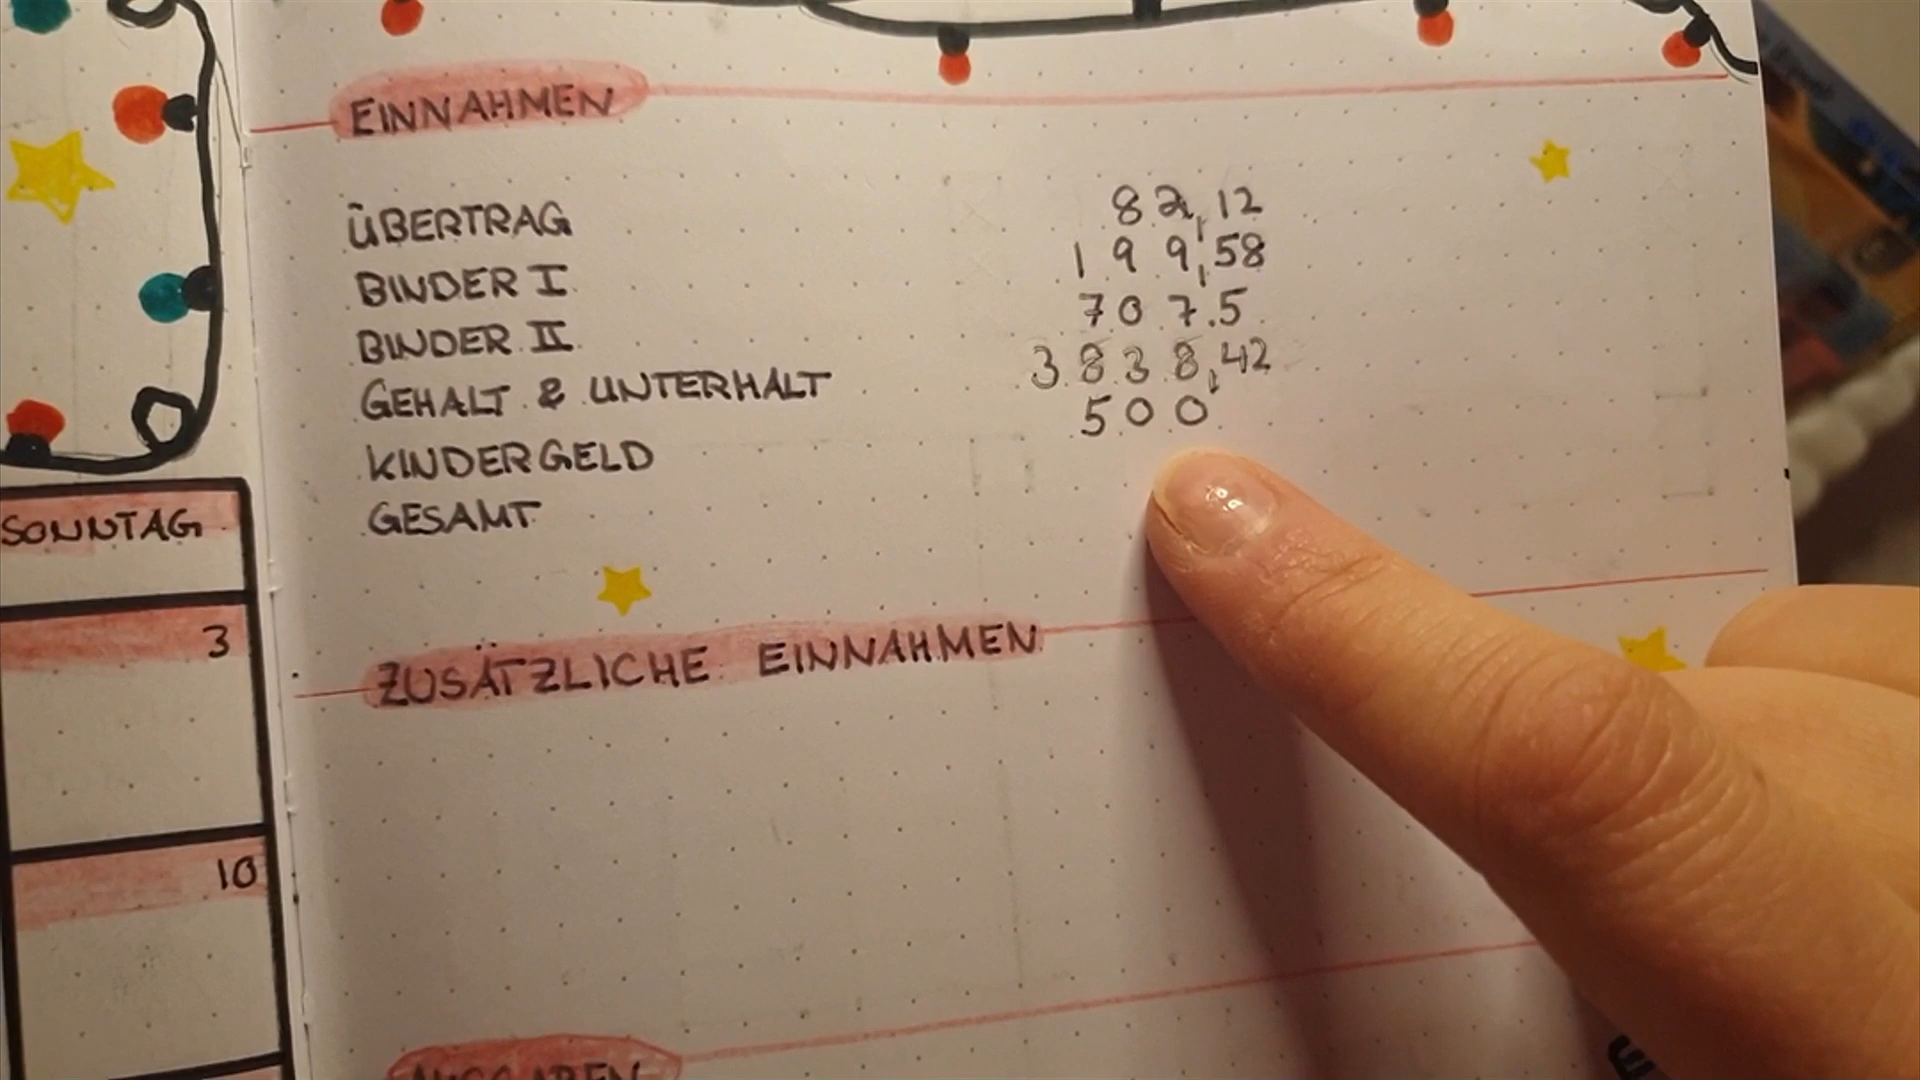 EINNAHMEN
ÜBERTRAG 82,12
BINDER I 199,58
BINDER II 707.5
GEHALT & UNTERHALT 3838,42
KINDERGELD 500
GESAMT
SONNTAG
3
ZUSÄTZLICHE EINNAHMEN
10
AUSGABEN